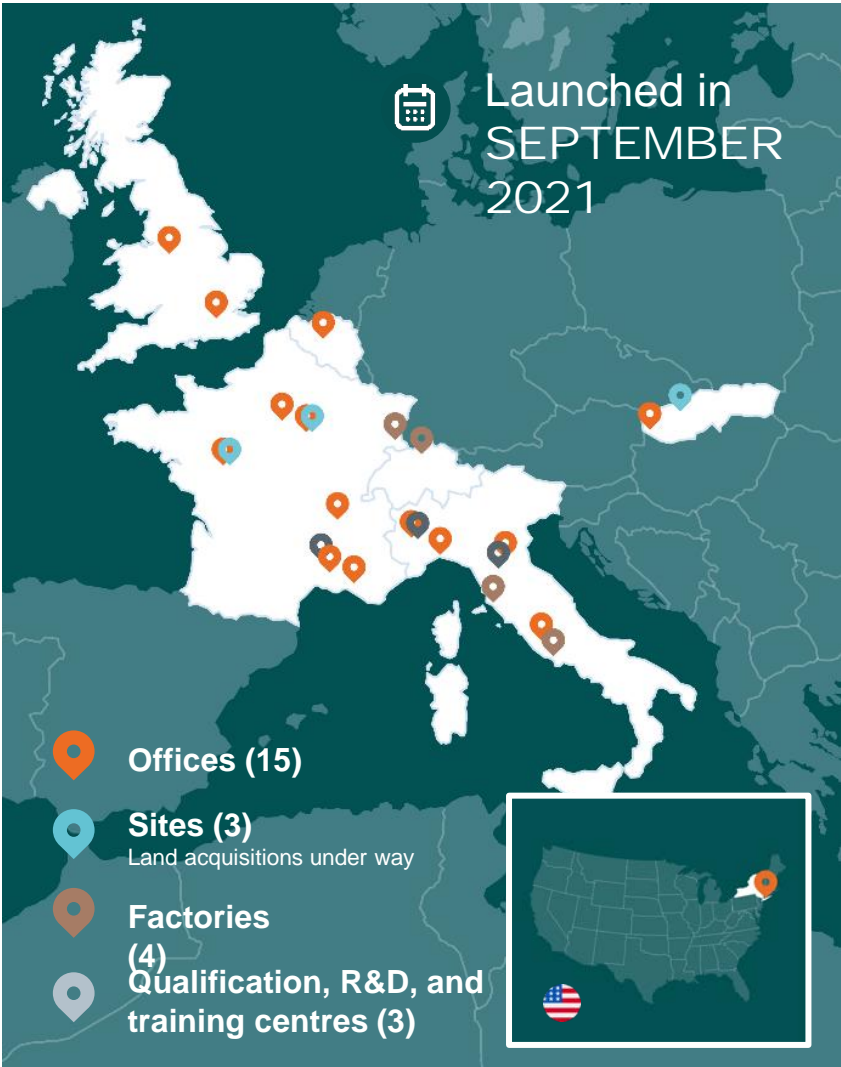 Launched in
SEPTEMBER
2021
Offices (15)
Sites (3)
Land acquisitions under way
Factories
(4)
Qualification, R&D, and
training centres (3)